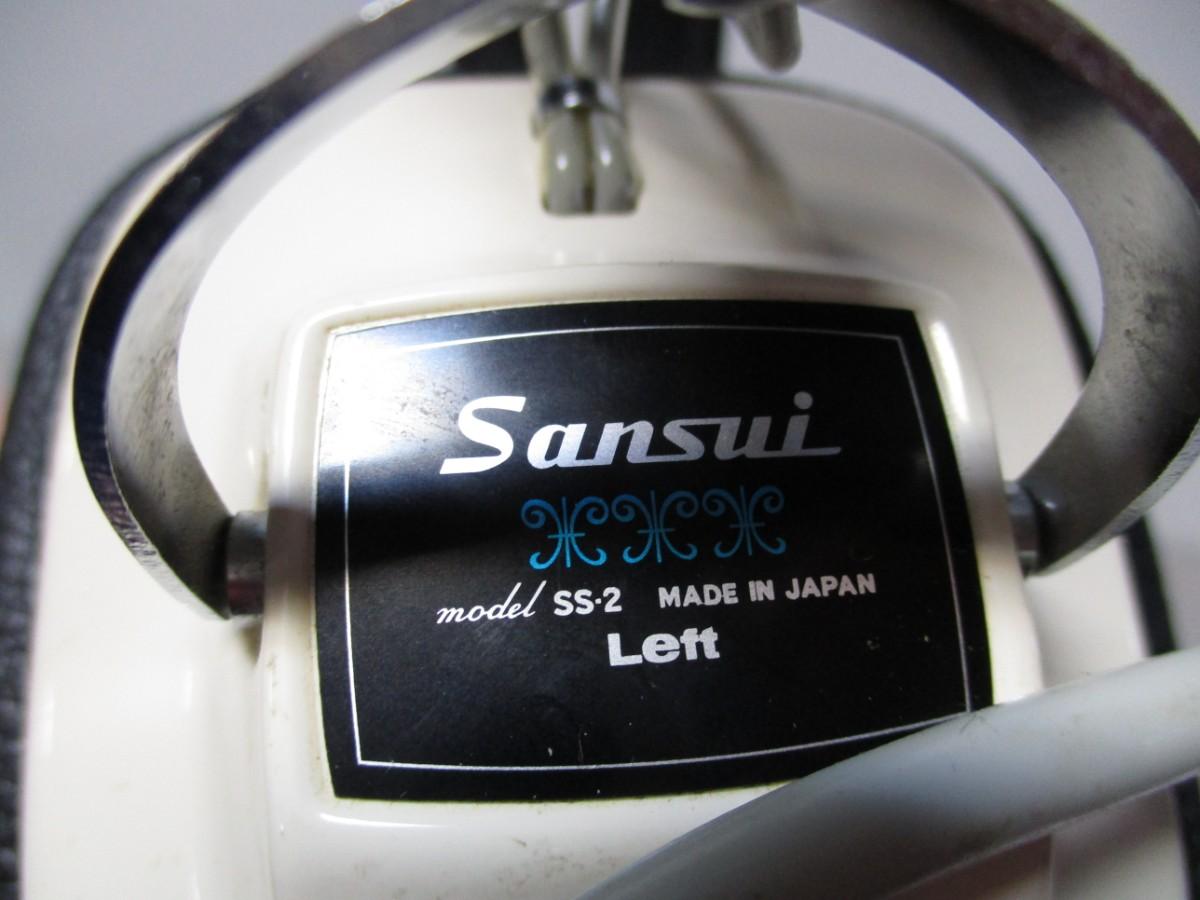 Sansui
model SS-2 MADE IN JAPAN
Left